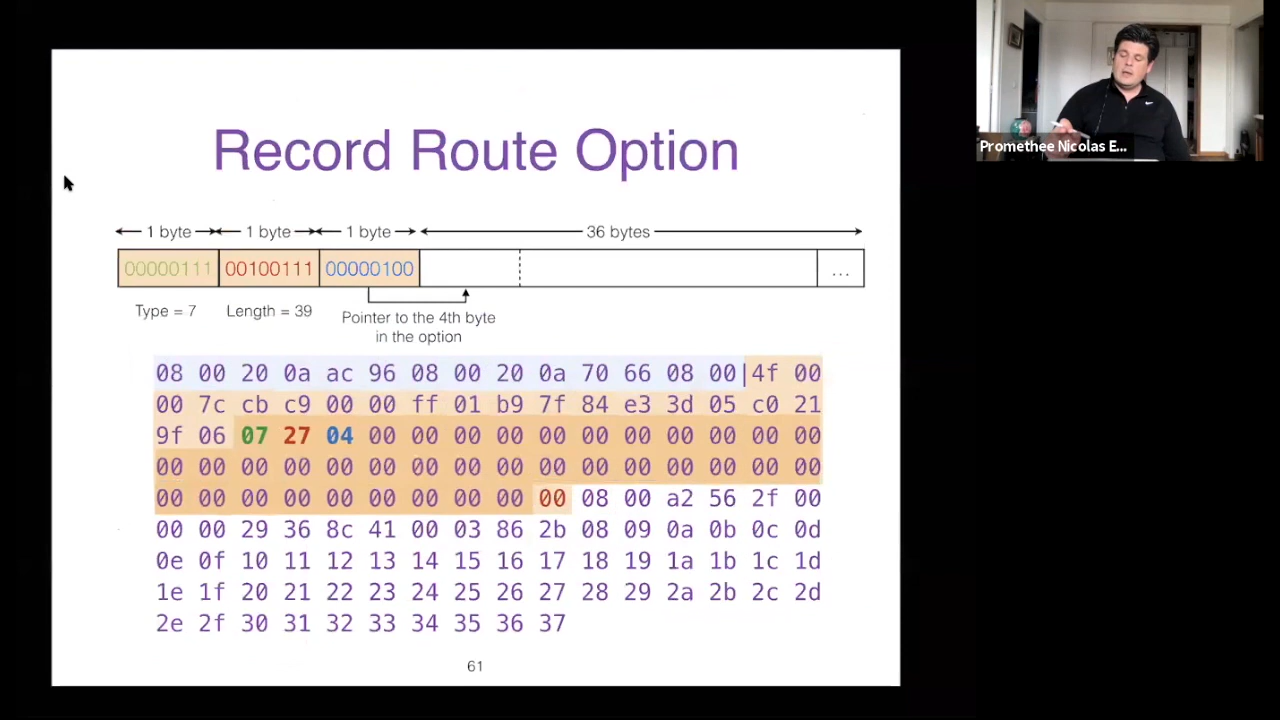 Record Route Option
1 byte 1 byte 1 byte 36 bytes
00000111 00100111 00000100 ...
Type = 7 Length = 39 Pointer to the 4th byte
in the option
08 00 20 0a ac 96 08 00 20 0a 70 66 08 00|4f 00
00 7c cb c9 00 00 ff 01 b9 7f 84 e3 3d 05 c0 21
9f 06 07 27 04 00 00 00 00 00 00 00 00 00 00 00
00 00 00 00 00 00 00 00 00 00 00 00 00 00 00 00
00 00 00 00 00 00 00 00 00 00 08 00 a2 56 2f 00
00 00 29 36 8c 41 00 03 86 2b 08 09 0a 0b 0c 0d
0e 0f 10 11 12 13 14 15 16 17 18 19 1a 1b 1c 1d
1e 1f 20 21 22 23 24 25 26 27 28 29 2a 2b 2c 2d
2e 2f 30 31 32 33 34 35 36 37
61
Promethee Nicolas E...